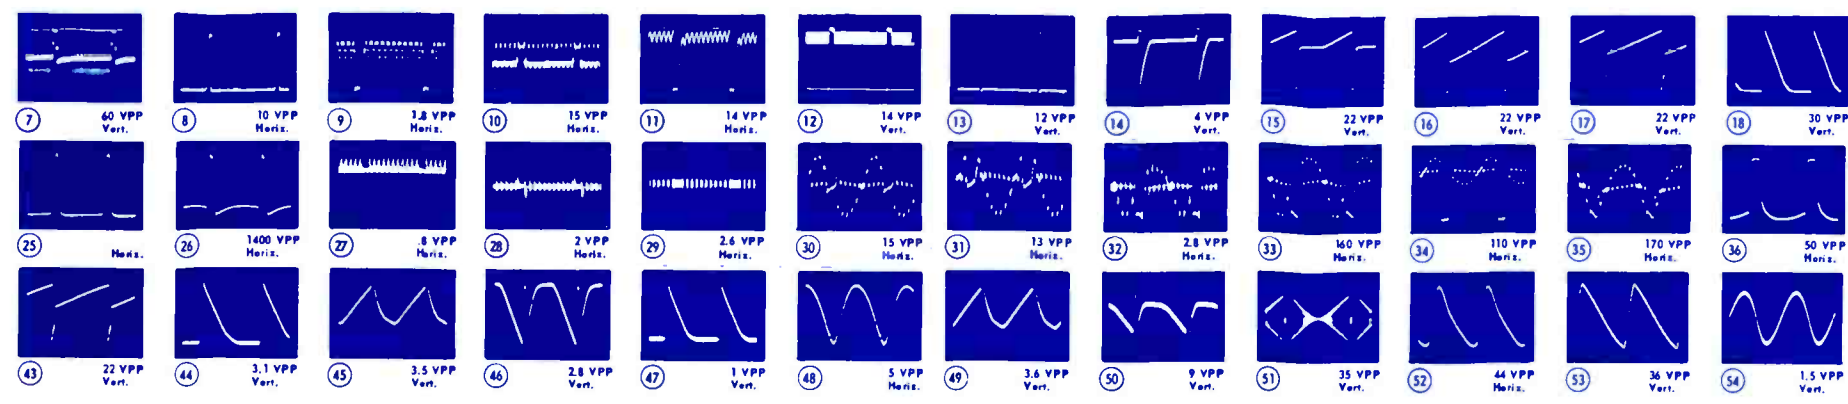 7 60 VPP Vert.
8 10 VPP Horiz.
9 1.8 VPP Horiz.
10 15 VPP Horiz.
11 14 VPP Horiz.
12 14 VPP Vert.
13 12 VPP Vert.
14 4 VPP Vert.
15 22 VPP Vert.
16 22 VPP Vert.
17 22 VPP Vert.
18 30 VPP Vert.
25 Horiz.
26 1400 VPP Horiz.
27 .8 VPP Horiz.
28 2 VPP Horiz.
29 2.6 VPP Horiz.
30 15 VPP Horiz.
31 13 VPP Horiz.
32 2.8 VPP Horiz.
33 160 VPP Horiz.
34 110 VPP Horiz.
35 170 VPP Horiz.
36 50 VPP Horiz.
43 22 VPP Vert.
44 3.1 VPP Vert.
45 3.5 VPP Vert.
46 2.8 VPP Vert.
47 1 VPP Vert.
48 5 VPP Horiz.
49 3.6 VPP Vert.
50 9 VPP Vert.
51 35 VPP Vert.
52 44 VPP Horiz.
53 36 VPP Vert.
54 1.5 VPP Vert.